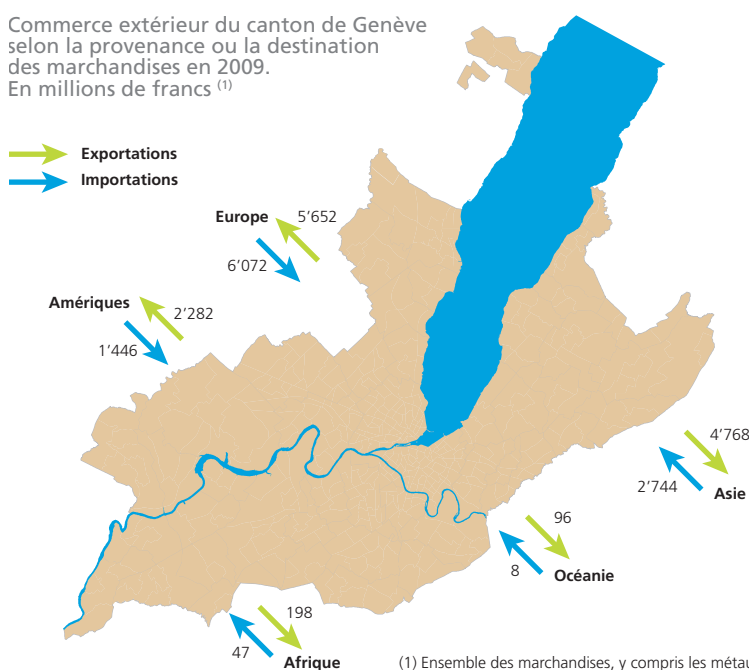 Commerce extérieur du canton de Genève
selon la provenance ou la destination
des marchandises en 2009.
En millions de francs (1)
Exportations
Importations
Europe
5’652
6’072
Amériques
2’282
1’446
4’768
2’744
Asie
96
8
Océanie
198
47
Afrique
(1) Ensemble des marchandises, y compris les